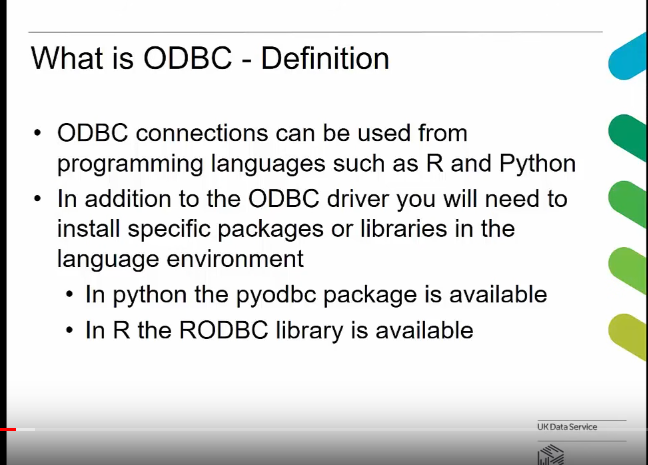 What is ODBC - Definition
• ODBC connections can be used from
programming languages such as R and Python
• In addition to the ODBC driver you will need to
install specific packages or libraries in the
language environment
• In python the pyodbc package is available
• In R the RODBC library is available
UK Data Service